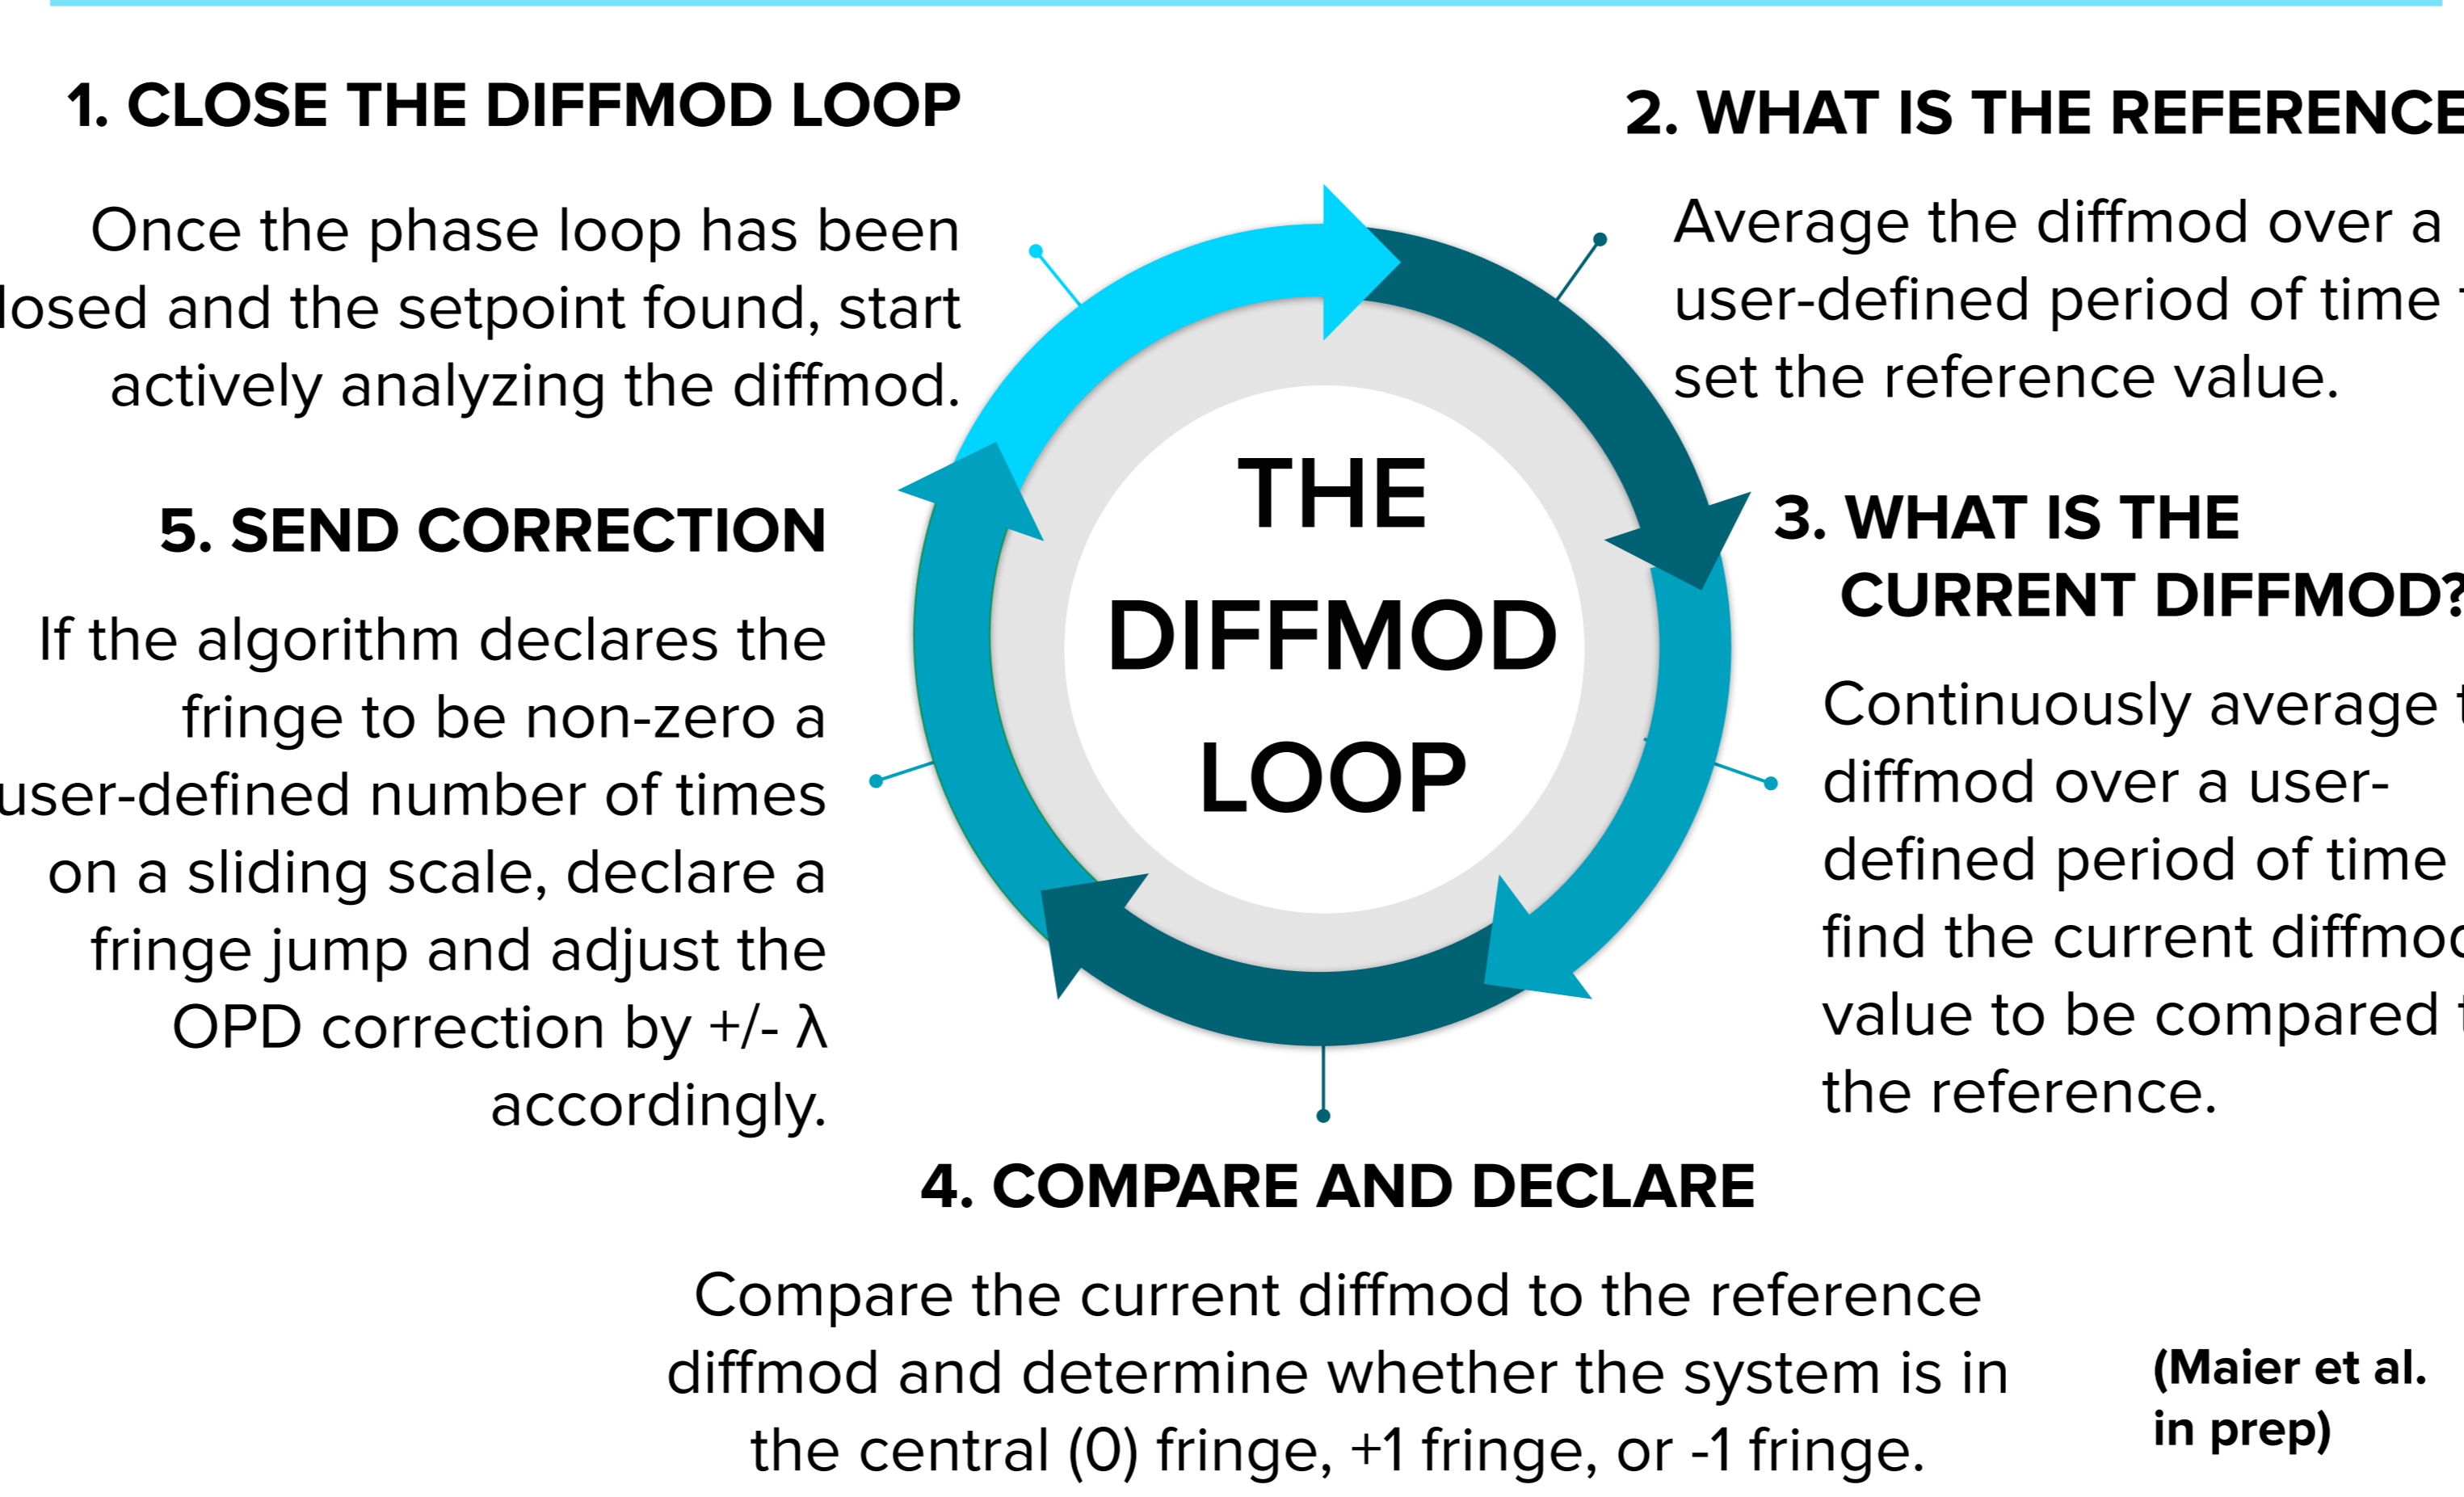 1. CLOSE THE DIFFMOD LOOP
Once the phase loop has been
losed and the setpoint found, start
actively analyzing the diffmod.
2. WHAT IS THE REFERENCE
Average the diffmod over a
user-defined period of time
set the reference value.
3. WHAT IS THE
CURRENT DIFFMOD?
Continuously average
diffmod over a user-
defined period of time
find the current diffmod
value to be compared
the reference.
4. COMPARE AND DECLARE
Compare the current diffmod to the reference
diffmod and determine whether the system is in
the central (0) fringe, +1 fringe, or -1 fringe.
5. SEND CORRECTION
If the algorithm declares the
fringe to be non-zero a
user-defined number of times
on a sliding scale, declare a
fringe jump and adjust the
OPD correction by +/- λ
accordingly.
THE
DIFFMOD
LOOP
(Maier et al.
in prep)